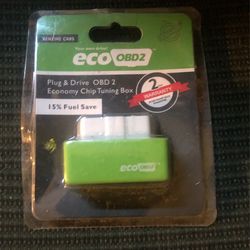 BENZINE CARS
eco OBD2
Plug & Drive OBD 2
Economy Chip Tuning Box
15% Fuel Save
2
WARRANTY
eco OBD2